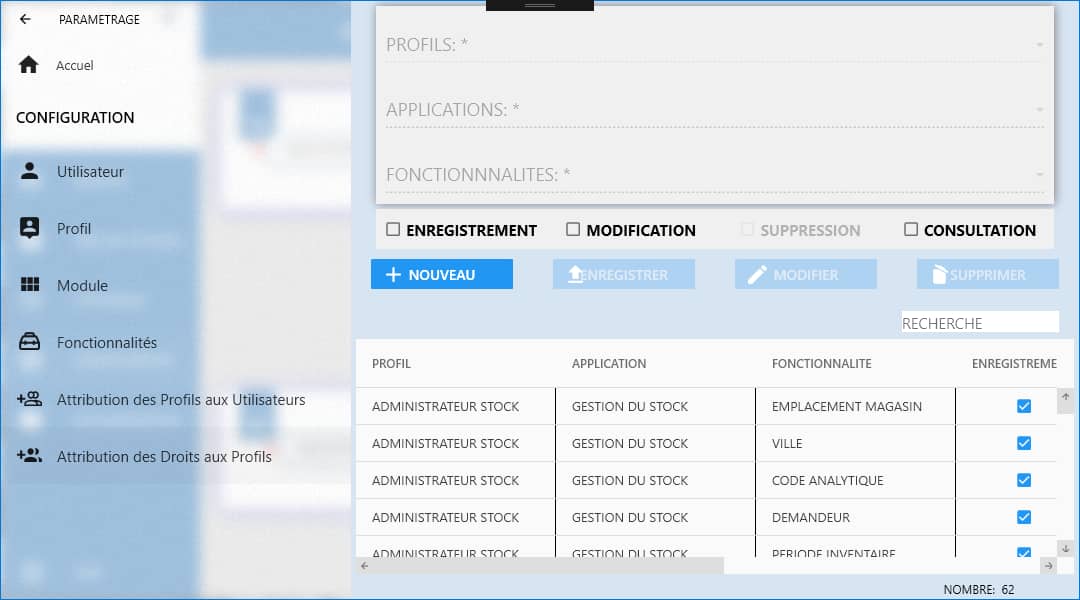 PARAMETRAGE
Accuel
CONFIGURATION
Utilisateur
Profil
Module
Fonctionnalités
Attribution des Profils aux Utilisateurs
Attribution des Droits aux Profils
PROFILS: *
APPLICATIONS: *
FONCTIONNNALITES: *
ENREGISTREMENT MODIFICATION SUPPRESSION CONSULTATION
NOUVEAU ENREGISTRER MODIFIER SUPPRIMER
RECHERCHE
PROFIL APPLICATION FONCTIONNALITE ENREGISTREME
ADMINISTRATEUR STOCK GESTION DU STOCK EMPLACEMENT MAGASIN
ADMINISTRATEUR STOCK GESTION DU STOCK VILLE
ADMINISTRATEUR STOCK GESTION DU STOCK CODE ANALYTIQUE
ADMINISTRATEUR STOCK GESTION DU STOCK DEMANDEUR
ADMINISTRATEUR STOCK GESTION DU STOCK PERIODE INVENTAIRE
NOMBRE: 62